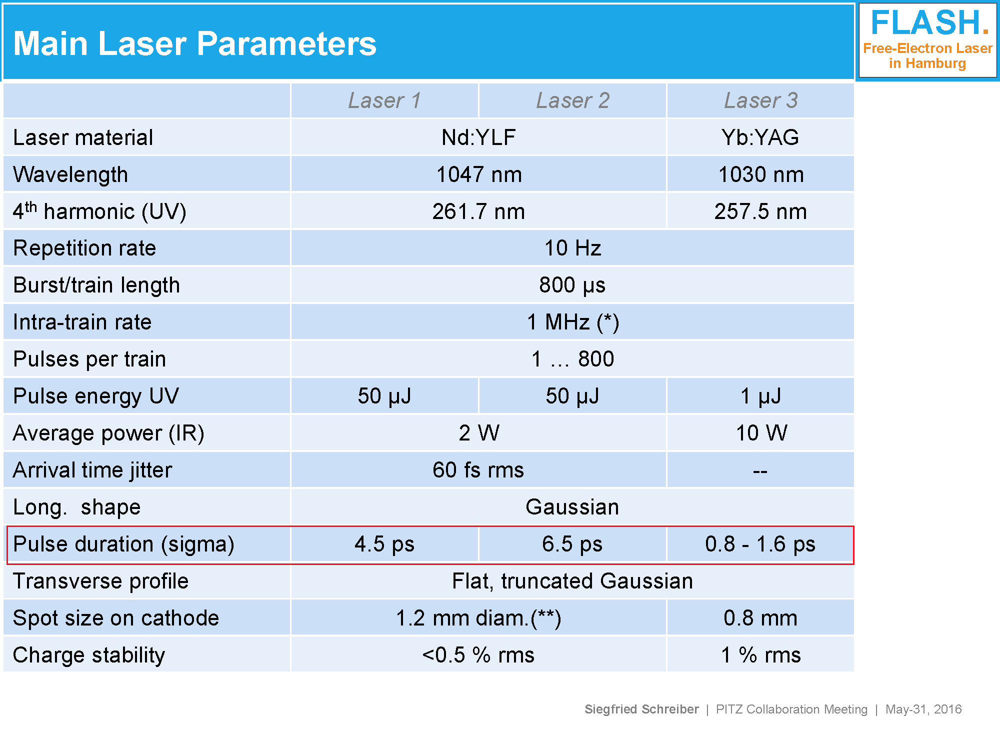 Main Laser Parameters
FLASH.
Free-Electron Laser
in Hamburg
Laser 1 Laser 2 Laser 3
Laser material Nd:YLF Yb:YAG
Wavelength 1047 nm 1030 nm
4th harmonic (UV) 261.7 nm 257.5 nm
Repetition rate 10 Hz
Burst/train length 800 µs
Intra-train rate 1 MHz (*)
Pulses per train 1 … 800
Pulse energy UV 50 µJ 50 µJ 1 µJ
Average power (IR) 2 W 10 W
Arrival time jitter 60 fs rms --
Long. shape Gaussian
Pulse duration (sigma) 4.5 ps 6.5 ps 0.8 - 1.6 ps
Transverse profile Flat, truncated Gaussian
Spot size on cathode 1.2 mm diam.(**) 0.8 mm
Charge stability <0.5 % rms 1 % rms
Siegfried Schreiber | PITZ Collaboration Meeting | May-31, 2016